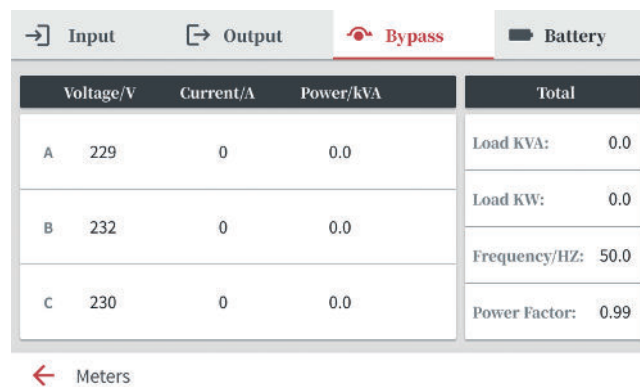 Input Output Bypass Battery
Voltage/V Current/A Power/kVA
A 229 0 0.0
B 232 0 0.0
C 230 0 0.0
Total
Load KVA: 0.0
Load KW: 0.0
Frequency/HZ: 50.0
Power Factor: 0.99
Meters